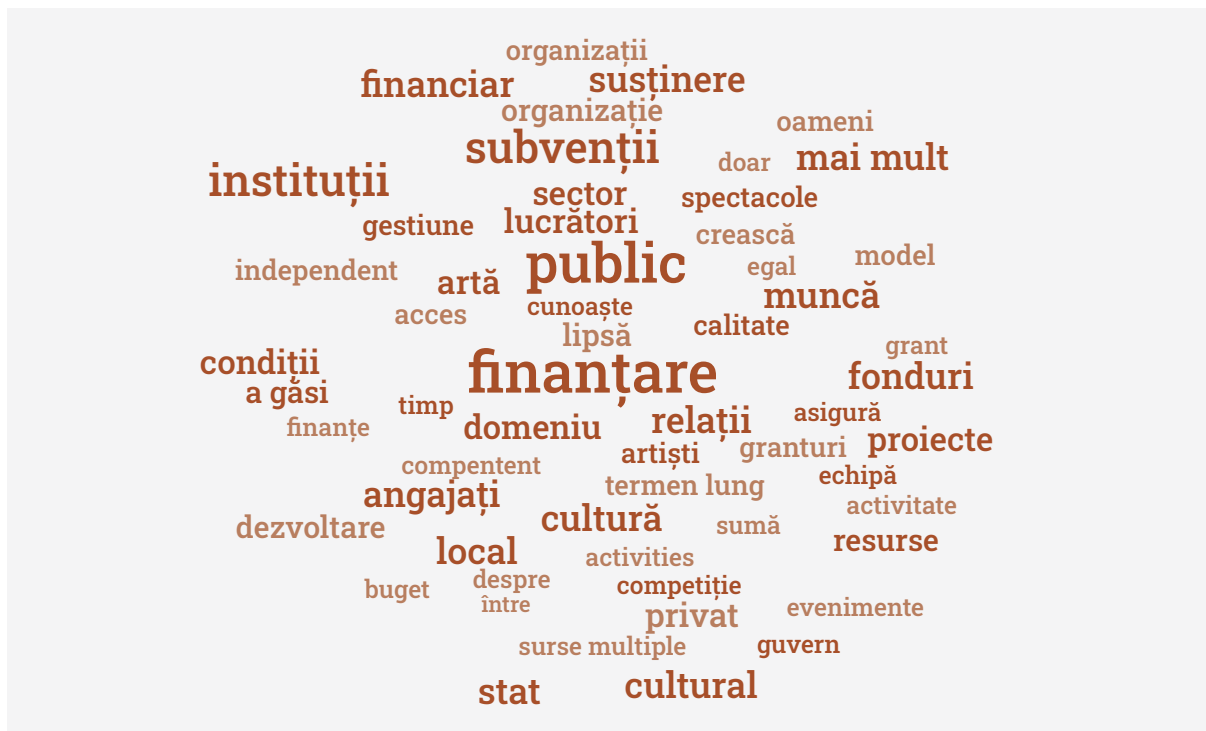 organizații
financiar susținere
organizație
oameni
subvenții
doar mai mult
instituții
sector spectacole
gestiune lucrători
crească
public egal model
independent artă
muncă
acces cunoaște
lipsă calitate
grant
condiții finanțare fonduri
a găsi timp
asigură
finanțe domeniu relații
granturi proiecte
artiști
compentent echipă
angajați termen lung
activitate
dezvoltare cultură sumă
resurse
local activities
buget despre competiție
între privat evenimente
surse multiple guvern
stat cultural